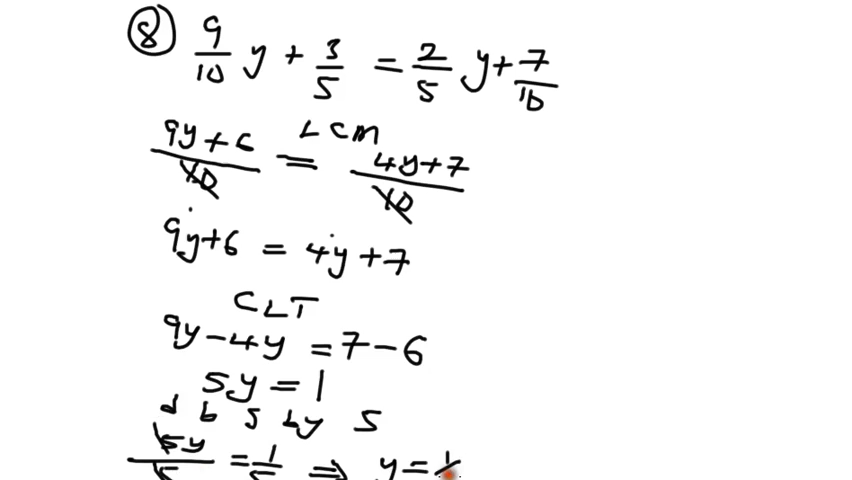 8 9/10 y + 3/5 = 2/5 y + 7/10
LCM
9y+6/10 = 4y+7/10
9y+6 = 4y+7
CLT
9y-4y = 7-6
5y = 1
d b s by 5
5y/5 = 1/5 ⇒ y = 1/